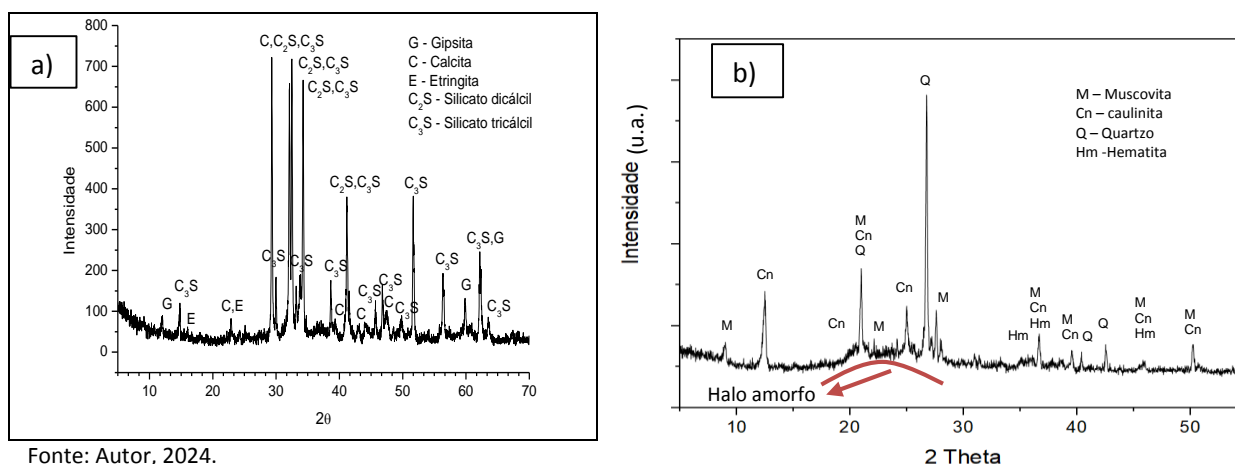 a)
800
700
600
500
400
300
200
100
0
Intensidade
10
20
30
40
50
60
70
2θ
G - Gipsita
C - Calcita
E - Etringita
C₂S - Silicato dicálcil
C₃S - Silicato tricálcil
C,C₂S,C₃S
C₂S,C₃S
C₂S,C₃S
G
C₃S
E
C,E
C₃S
C₃S
C₃S
C
C₂S,C₃S
C
C₃S
C₃S
C
C₃S
C₃S
C₃S
G
C₃S,G
C₃S
Fonte: Autor, 2024.
b)
Intensidade (u.a.)
M – Muscovita
Cn – caulinita
Q – Quartzo
Hm -Hematita
M
Cn
Cn
M
Cn
Q
M
Cn
Q
M
Hm
M
Cn
Hm
M
Cn
Q
Q
M
Cn
Hm
M
Cn
Halo amorfo
10
20
30
40
50
2 Theta